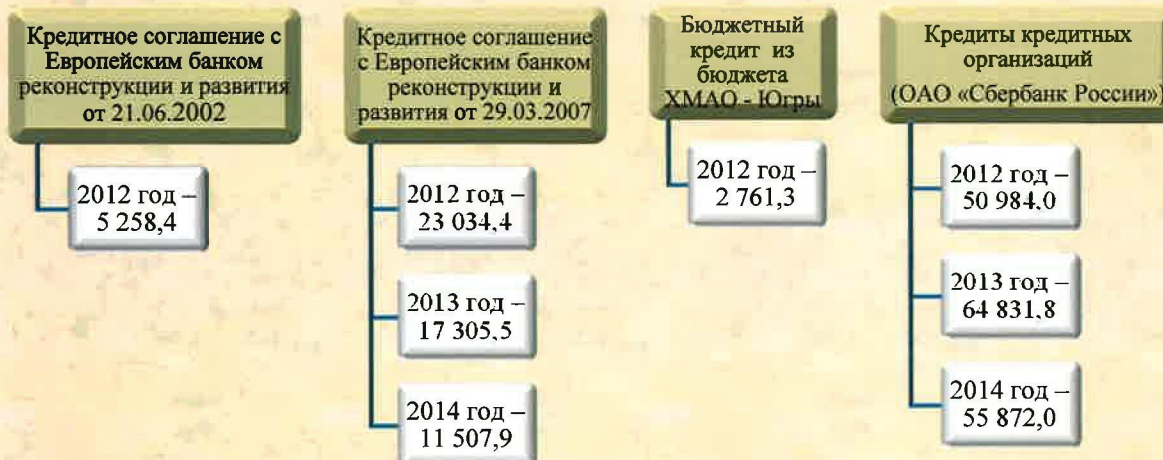 Кредитное соглашение с
Европейским банком
реконструкции и развития
от 21.06.2002
2012 год –
5 258,4
Кредитное соглашение
с Европейским банком
реконструкции и
развития от 29.03.2007
2012 год –
23 034,4
2013 год –
17 305,5
2014 год –
11 507,9
Бюджетный
кредит из
бюджета
ХМАО - Югры
2012 год –
2 761,3
Кредиты кредитных
организаций
(ОАО «Сбербанк России»)
2012 год –
50 984,0
2013 год –
64 831,8
2014 год –
55 872,0